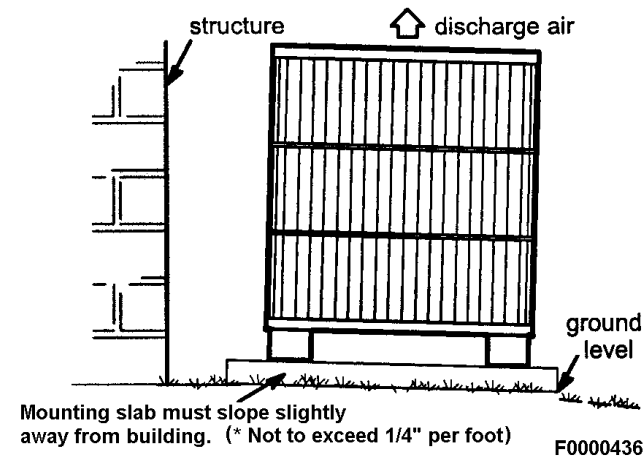 structure
discharge air
ground
level
Mounting slab must slope slightly
away from building. (* Not to exceed 1/4" per foot)
F0000436